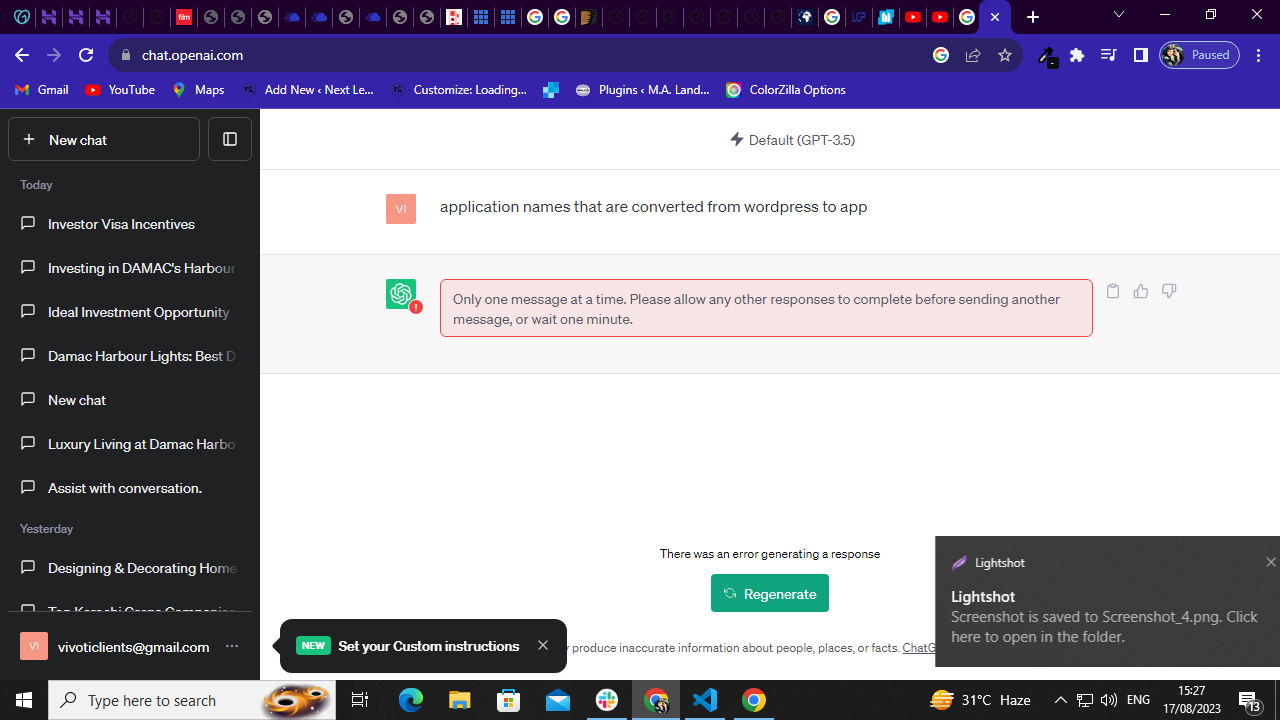 film
chat.openai.com
Paused
Gmail
YouTube
Maps
Add New ‹ Next Le...
Customize: Loading...
Plugins ‹ M.A. Land...
ColorZilla Options
New chat
Default (GPT-3.5)
Today
Investor Visa Incentives
Investing in DAMAC's Harbour
Ideal Investment Opportunity
Damac Harbour Lights: Best D
New chat
Luxury Living at Damac Harbo
Assist with conversation.
Yesterday
Designing & Decorating Home
Top Karachi Cargo Companies
VI
vivoticlients@gmail.com
VI
application names that are converted from wordpress to app
Only one message at a time. Please allow any other responses to complete before sending another
message, or wait one minute.
There was an error generating a response
Regenerate
NEW Set your Custom instructions
produce inaccurate information about people, places, or facts. ChatG
Lightshot
Lightshot
Screenshot is saved to Screenshot_4.png. Click
here to open in the folder.
Type here to search
31°C Haze
ENG
15:27
17/08/2023
13